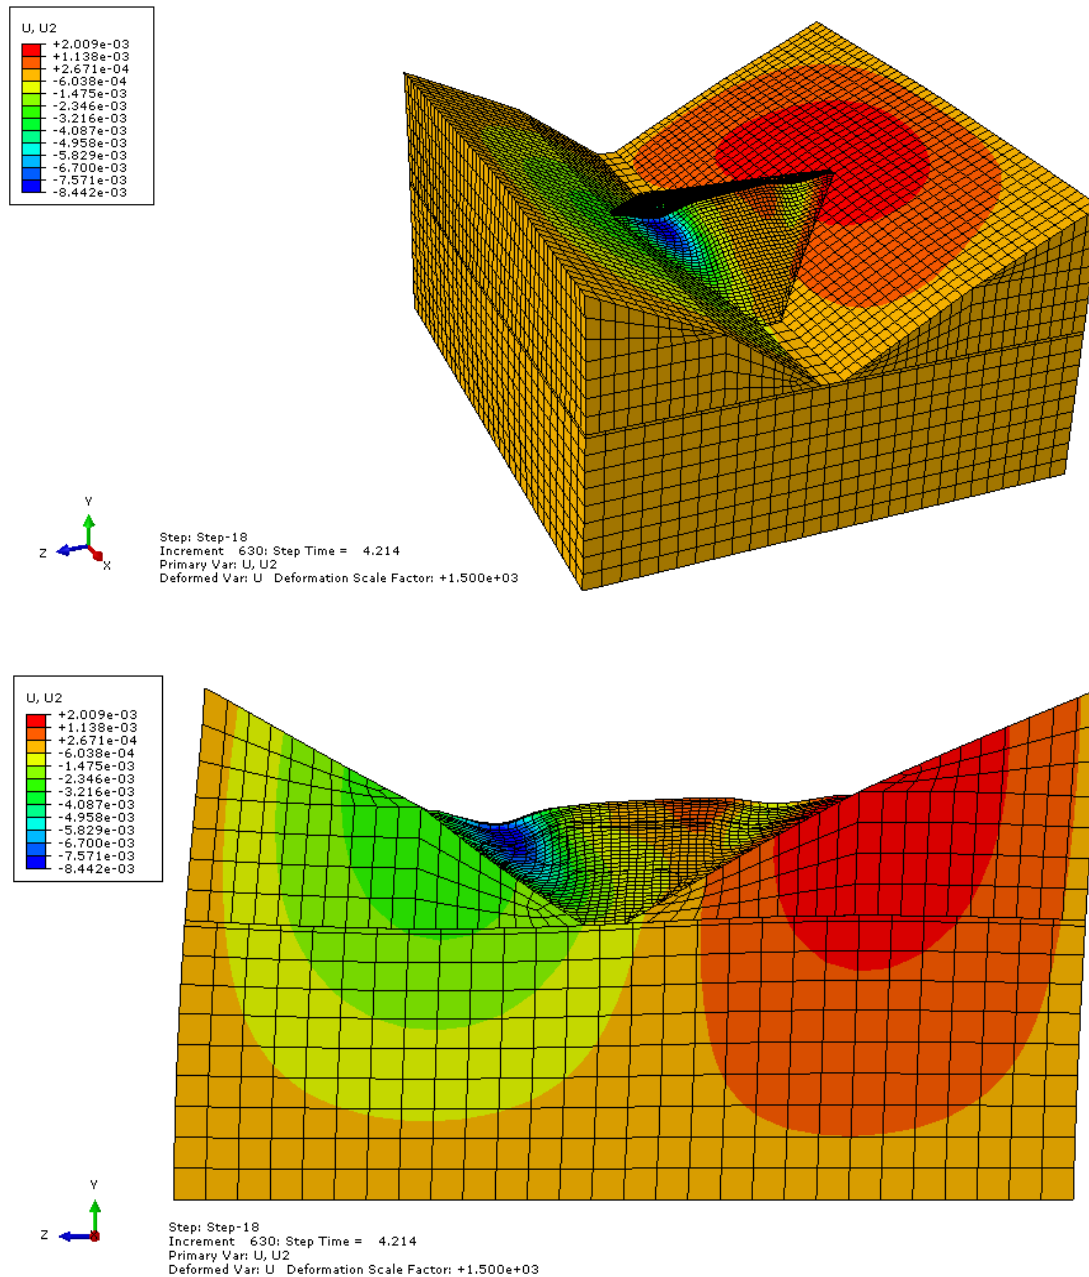 U, U2
+2.009e-03
+1.138e-03
+2.671e-04
-6.038e-04
-1.475e-03
-2.346e-03
-3.216e-03
-4.087e-03
-4.958e-03
-5.829e-03
-6.700e-03
-7.571e-03
-8.442e-03
Y
Z
X
Step: Step-18
Increment 630: Step Time = 4.214
Primary Var: U, U2
Deformed Var: U Deformation Scale Factor: +1.500e+03
U, U2
+2.009e-03
+1.138e-03
+2.671e-04
-6.038e-04
-1.475e-03
-2.346e-03
-3.216e-03
-4.087e-03
-4.958e-03
-5.829e-03
-6.700e-03
-7.571e-03
-8.442e-03
Y
Z
Step: Step-18
Increment 630: Step Time = 4.214
Primary Var: U, U2
Deformed Var: U Deformation Scale Factor: +1.500e+03